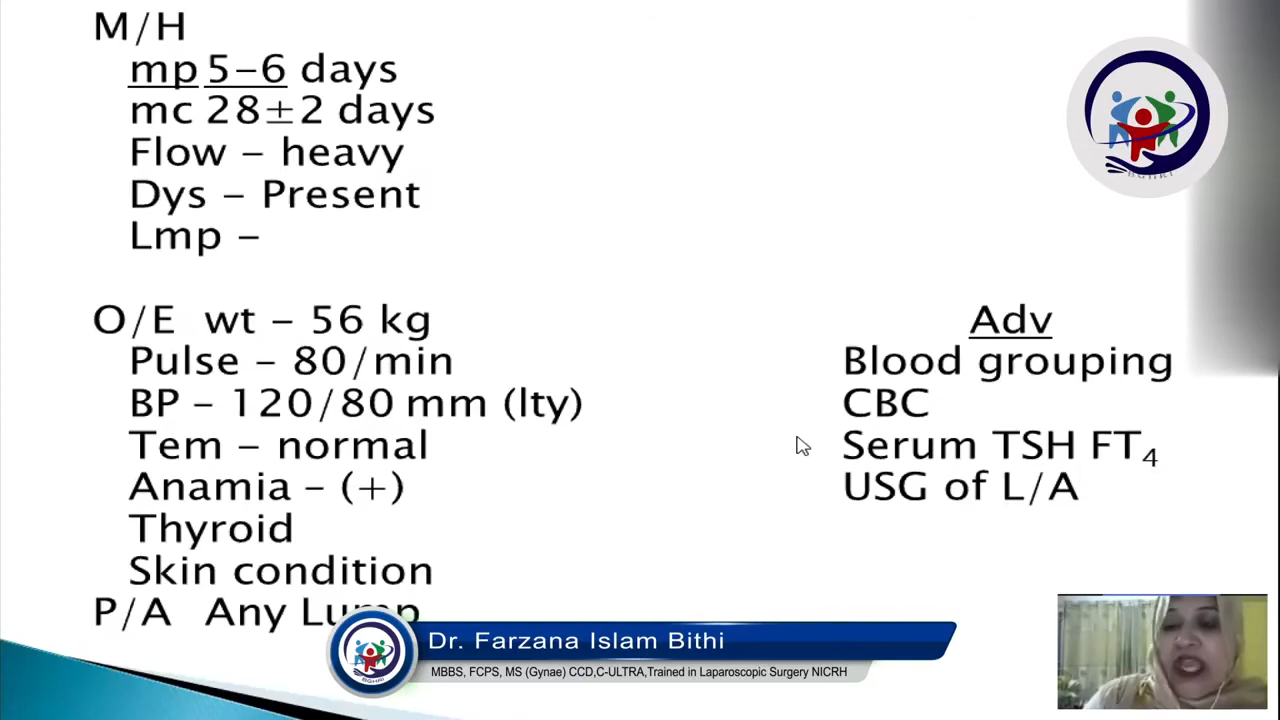 M/H
mp 5-6 days
mc 28±2 days
Flow – heavy
Dys – Present
Lmp –
O/E wt – 56 kg
Pulse – 80/min
BP – 120/80 mm (lty)
Tem – normal
Anamia – (+)
Thyroid
Skin condition
P/A Any Lump
Adv
Blood grouping
CBC
Serum TSH FT₄
USG of L/A
Dr. Farzana Islam Bithi
MBBS, FCPS, MS (Gynae) CCD,C-ULTRA,Trained in Laparoscopic Surgery NICRH